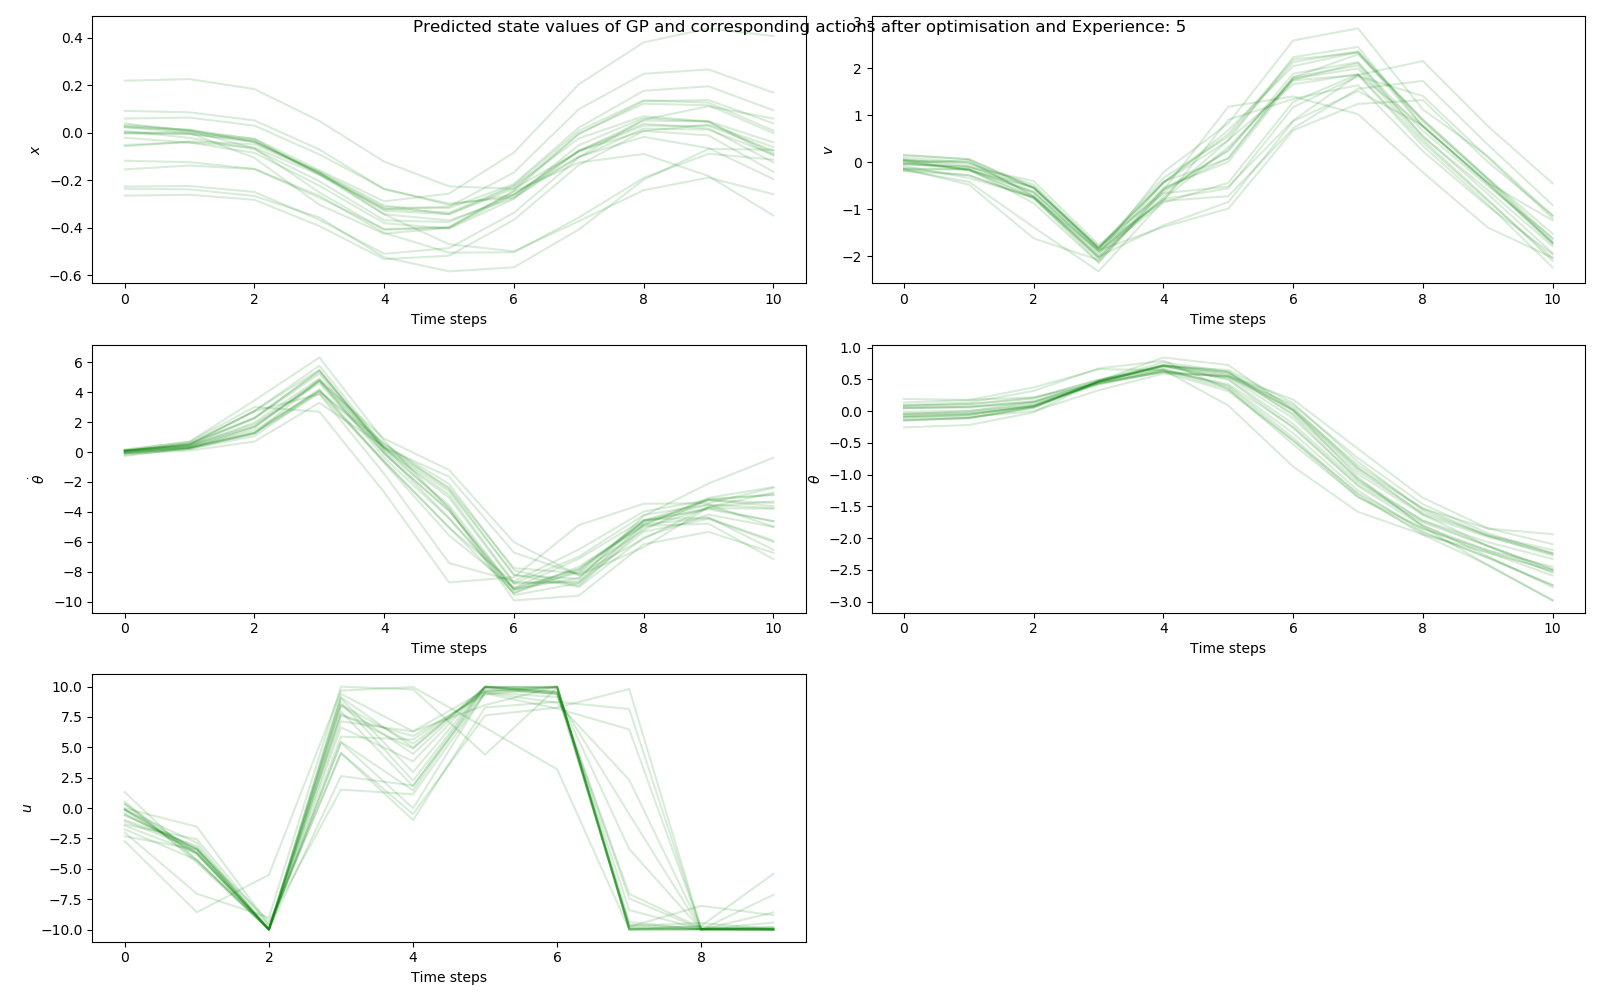 Predicted state values of GP and corresponding actions after optimisation and Experience: 5
0.4
0.2
0.0
−0.2
−0.4
−0.6
x
0 2 4 6 8 10
Time steps
3
2
1
0
−1
−2
v
0 2 4 6 8 10
Time steps
6
4
2
0
−2
−4
−6
−8
−10
θ̇
0 2 4 6 8 10
Time steps
1.0
0.5
0.0
−0.5
−1.0
−1.5
−2.0
−2.5
−3.0
θ
0 2 4 6 8 10
Time steps
10.0
7.5
5.0
2.5
0.0
−2.5
−5.0
−7.5
−10.0
u
0 2 4 6 8
Time steps